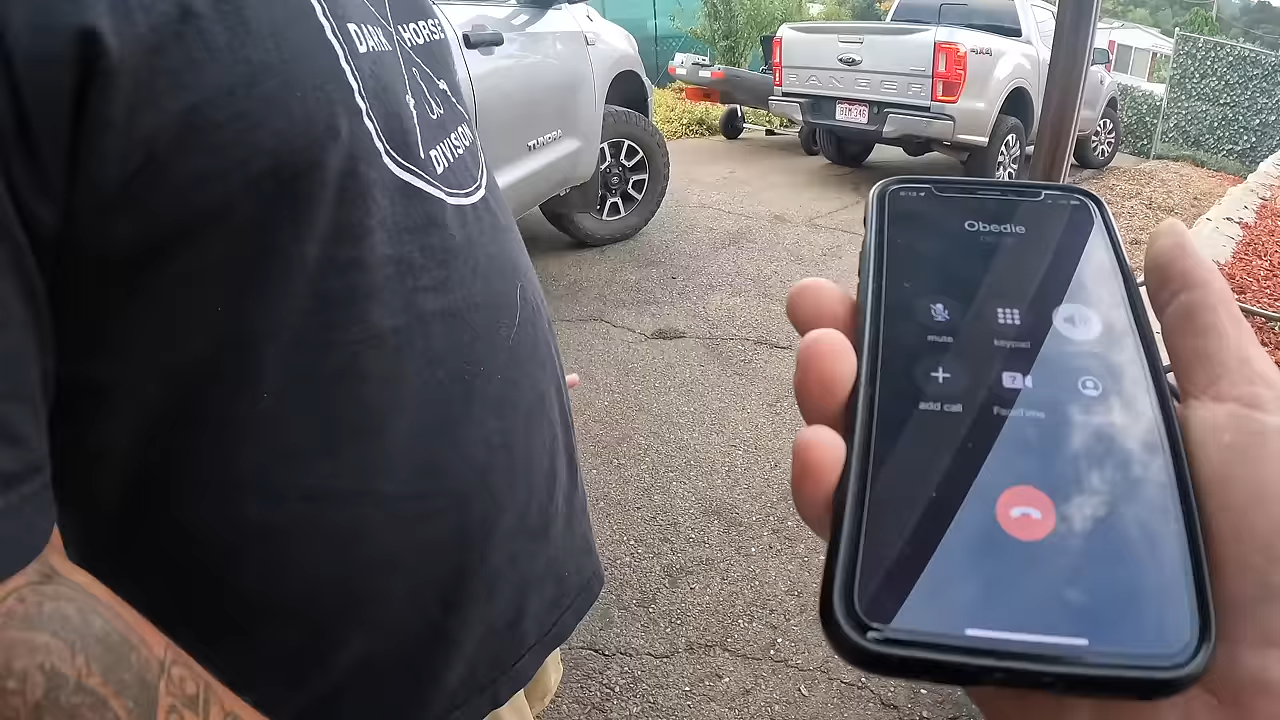 DARK HORSE
DIVISION
TUNDRA
RANGER
4X4
Obedie
mute
keypad
add call
FaceTime